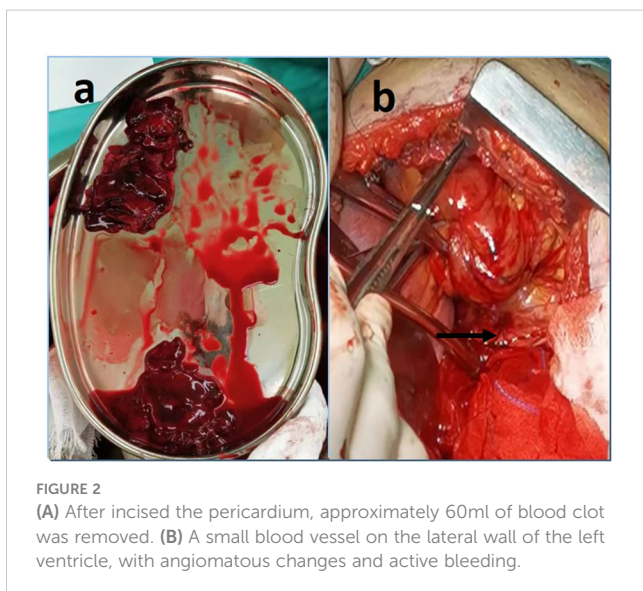 a
b
FIGURE 2
(A) After incised the pericardium, approximately 60ml of blood clot
was removed. (B) A small blood vessel on the lateral wall of the left
ventricle, with angiomatous changes and active bleeding.